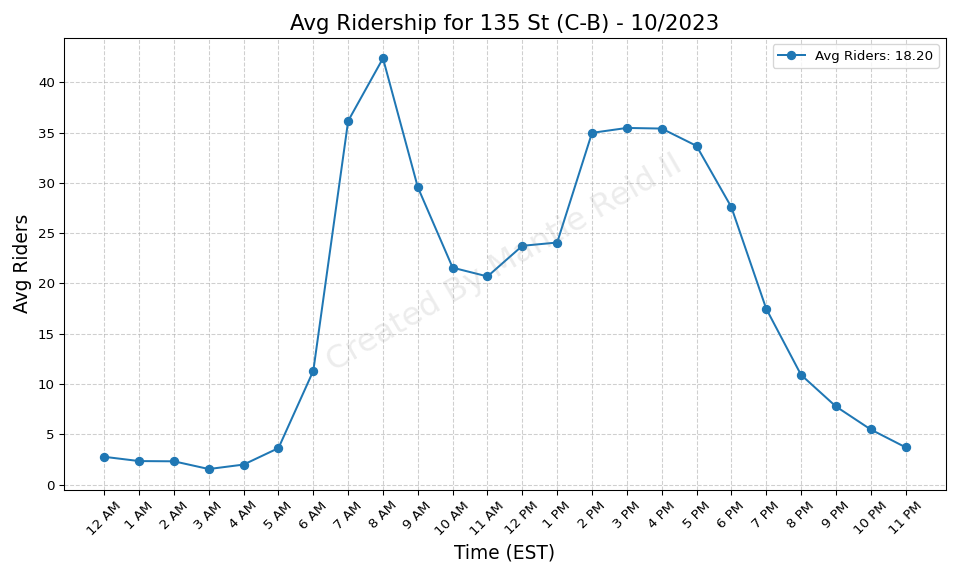 Avg Ridership for 135 St (C-B) - 10/2023
Avg Riders: 18.20
40
35
30
25
20
15
10
5
0
Avg Riders
Created By Mantie Reid II
12 AM
1 AM
2 AM
3 AM
4 AM
5 AM
6 AM
7 AM
8 AM
9 AM
10 AM
11 AM
12 PM
1 PM
2 PM
3 PM
4 PM
5 PM
6 PM
7 PM
8 PM
9 PM
10 PM
11 PM
Time (EST)